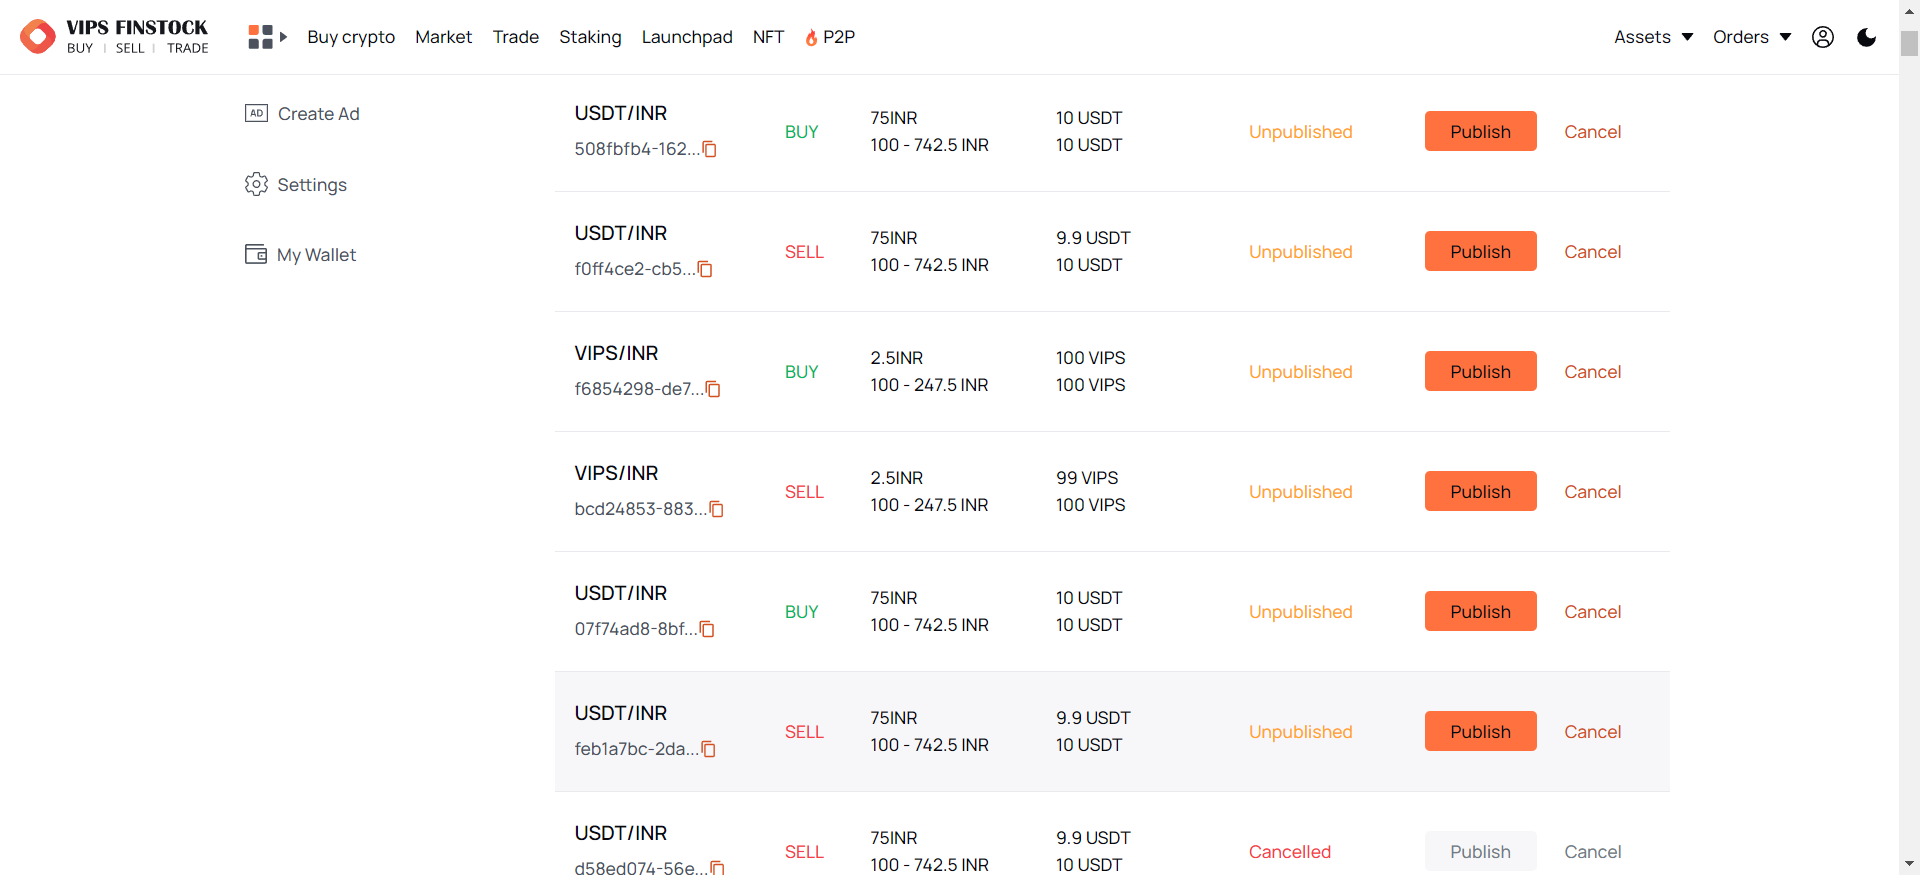 VIPS FINSTOCK
BUY | SELL | TRADE
Buy crypto Market Trade Staking Launchpad NFT P2P
Assets Orders
AD Create Ad
Settings
My Wallet
USDT/INR
508fbfb4-162...
BUY
75INR
100 - 742.5 INR
10 USDT
10 USDT
Unpublished
Publish
Cancel
USDT/INR
f0ff4ce2-cb5...
SELL
75INR
100 - 742.5 INR
9.9 USDT
10 USDT
Unpublished
Publish
Cancel
VIPS/INR
f6854298-de7...
BUY
2.5INR
100 - 247.5 INR
100 VIPS
100 VIPS
Unpublished
Publish
Cancel
VIPS/INR
bcd24853-883...
SELL
2.5INR
100 - 247.5 INR
99 VIPS
100 VIPS
Unpublished
Publish
Cancel
USDT/INR
07f74ad8-8bf...
BUY
75INR
100 - 742.5 INR
10 USDT
10 USDT
Unpublished
Publish
Cancel
USDT/INR
feb1a7bc-2da...
SELL
75INR
100 - 742.5 INR
9.9 USDT
10 USDT
Unpublished
Publish
Cancel
USDT/INR
d58ed074-56e...
SELL
75INR
100 - 742.5 INR
9.9 USDT
10 USDT
Cancelled
Publish
Cancel